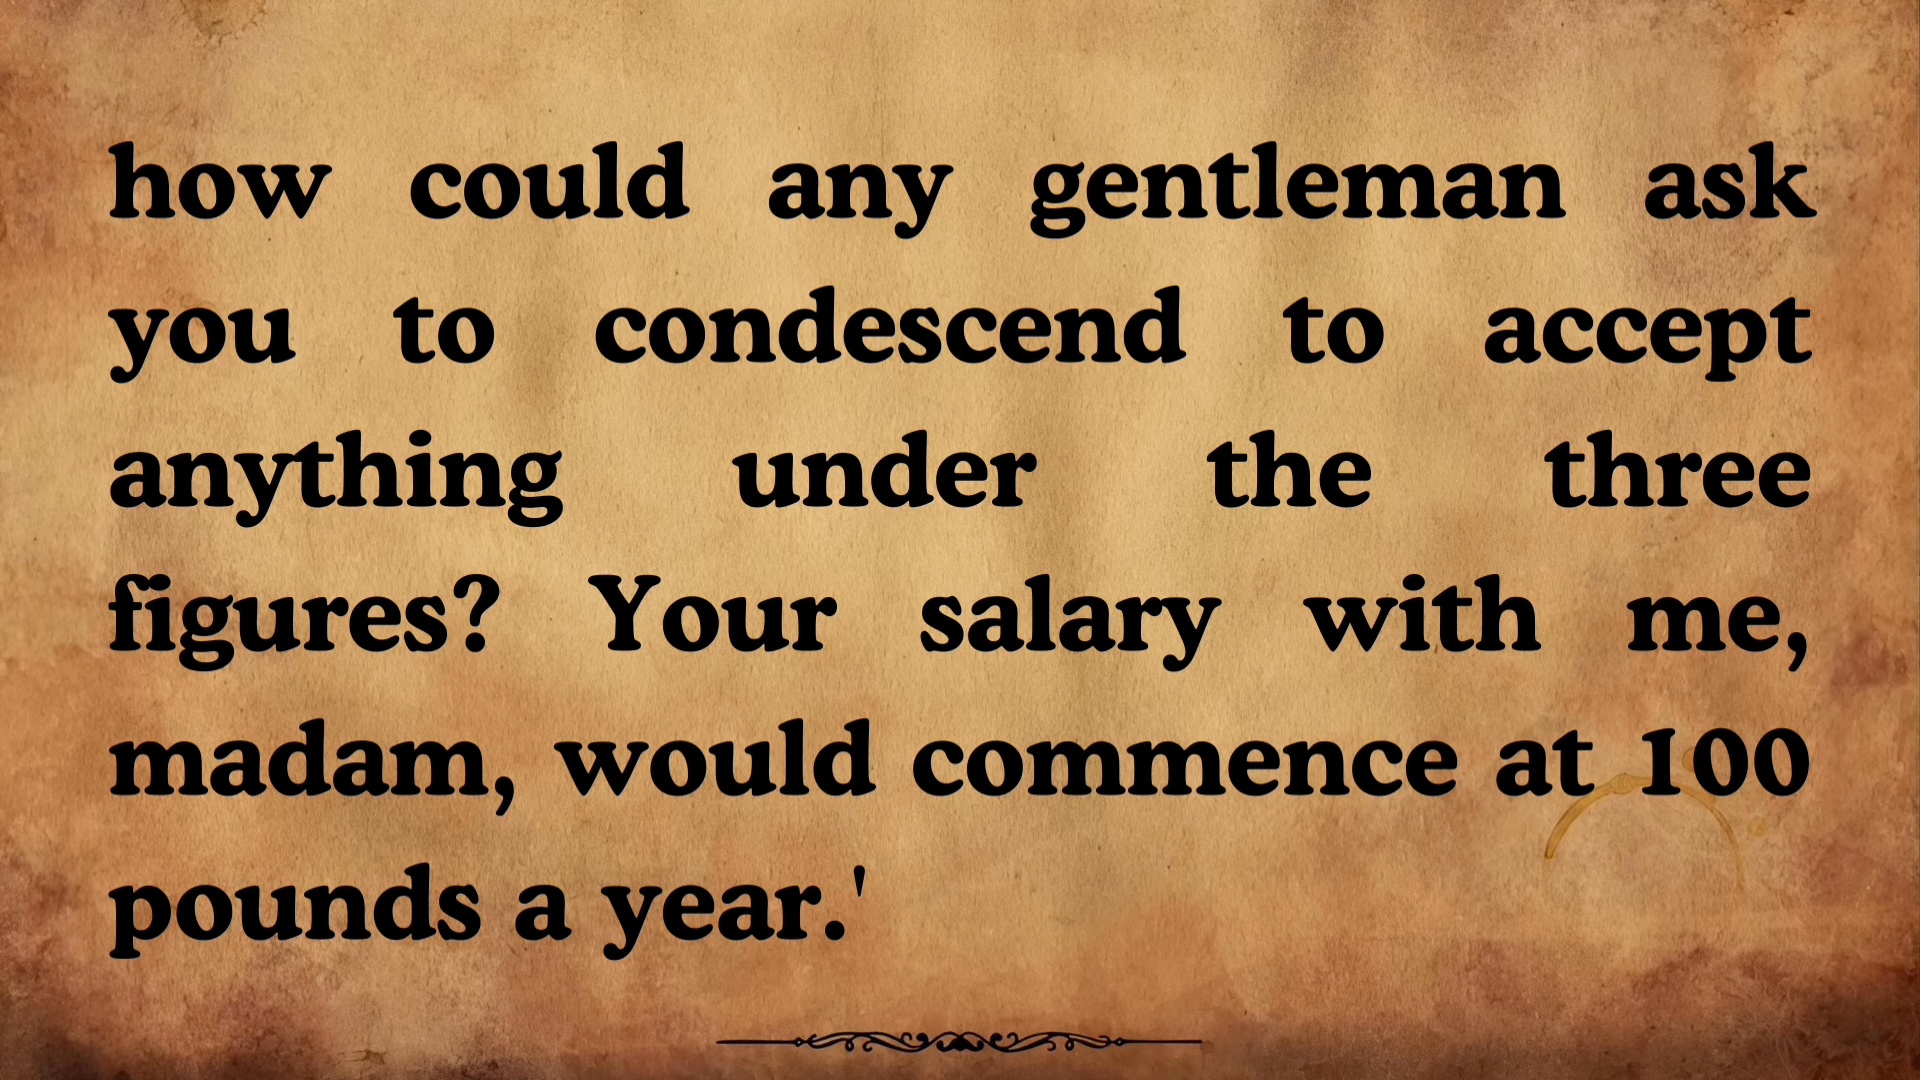 how could any gentleman ask
you to condescend to accept
anything under the three
figures? Your salary with me,
madam, would commence at 100
pounds a year.'